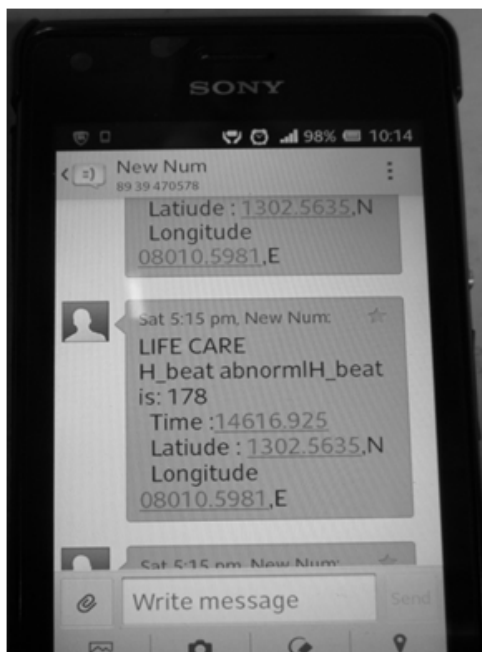 SONY
98% 10:14
New Num
89 39 470578
Latiude : 1302.5635,N
Longitude
08010.5981,E
Sat 5:15 pm, New Num:
LIFE CARE
H_beat abnormlH_beat
is: 178
Time :14616.925
Latiude : 1302.5635,N
Longitude
08010.5981,E
Sat 5:15 pm, New Num:
Write message
Send